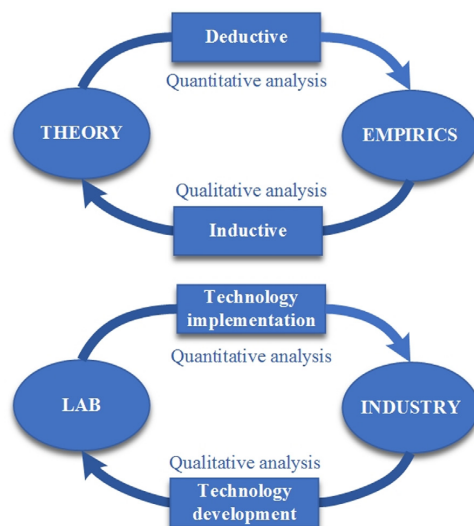 Deductive
Quantitative analysis
THEORY
EMPIRICS
Qualitative analysis
Inductive
Technology
implementation
Quantitative analysis
LAB
INDUSTRY
Qualitative analysis
Technology
development